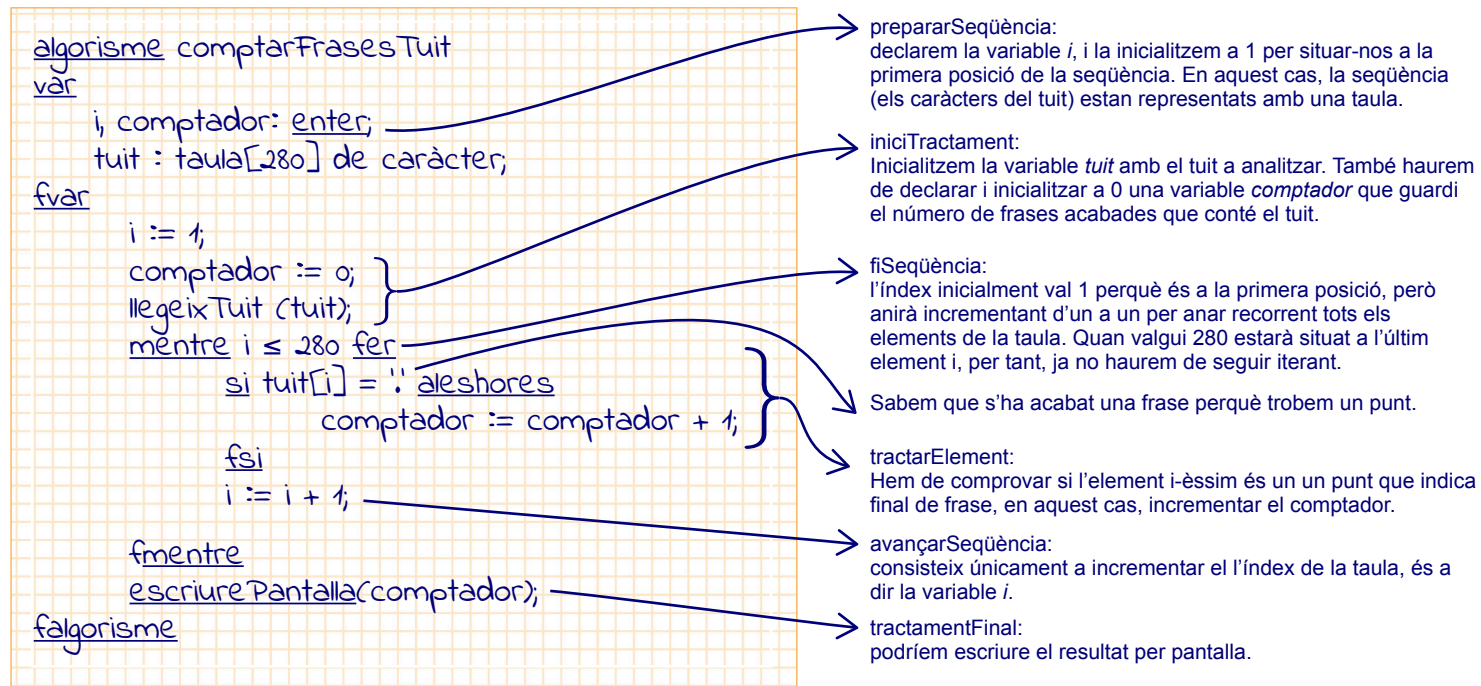 algorisme comptarFrasesTuit
var
i, comptador: enter;
tuit : taula[280] de caràcter;
fvar
i := 1;
comptador := 0;
llegeixTuit (tuit);
mentre i ≤ 280 fer
si tuit[i] = '.' aleshores
comptador := comptador + 1;
fsi
i := i + 1;
fmentre
escriurePantalla(comptador);
falgorisme
prepararSeqüència:
declarem la variable i, i la inicialitzem a 1 per situar-nos a la
primera posició de la seqüència. En aquest cas, la seqüència
(els caràcters del tuit) estan representats amb una taula.
iniciTractament:
Inicialitzem la variable tuit amb el tuit a analitzar. També haurem
de declarar i inicialitzar a 0 una variable comptador que guardi
el número de frases acabades que conté el tuit.
fiSeqüència:
l’índex inicialment val 1 perquè és a la primera posició, però
anirà incrementant d’un a un per anar recorrent tots els
elements de la taula. Quan valgui 280 estarà situat a l’últim
element i, per tant, ja no haurem de seguir iterant.
Sabem que s’ha acabat una frase perquè trobem un punt.
tractarElement:
Hem de comprovar si l’element i-èssim és un un punt que indica
final de frase, en aquest cas, incrementar el comptador.
avançarSeqüència:
consisteix únicament a incrementar el l’índex de la taula, és a
dir la variable i.
tractamentFinal:
podríem escriure el resultat per pantalla.